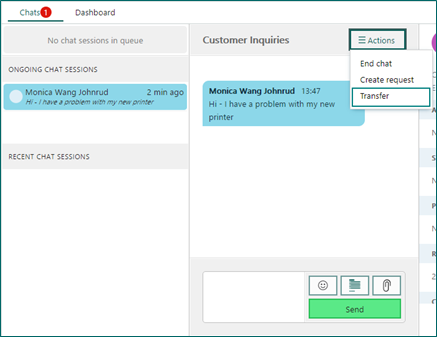 Chats 1 Dashboard
No chat sessions in queue
ONGOING CHAT SESSIONS
Monica Wang Johnrud 2 min ago
Hi - I have a problem with my new printer
RECENT CHAT SESSIONS
Customer Inquiries
☰ Actions
End chat
Create request
Transfer
Monica Wang Johnrud 13:47
Hi - I have a problem with my new
printer
Send